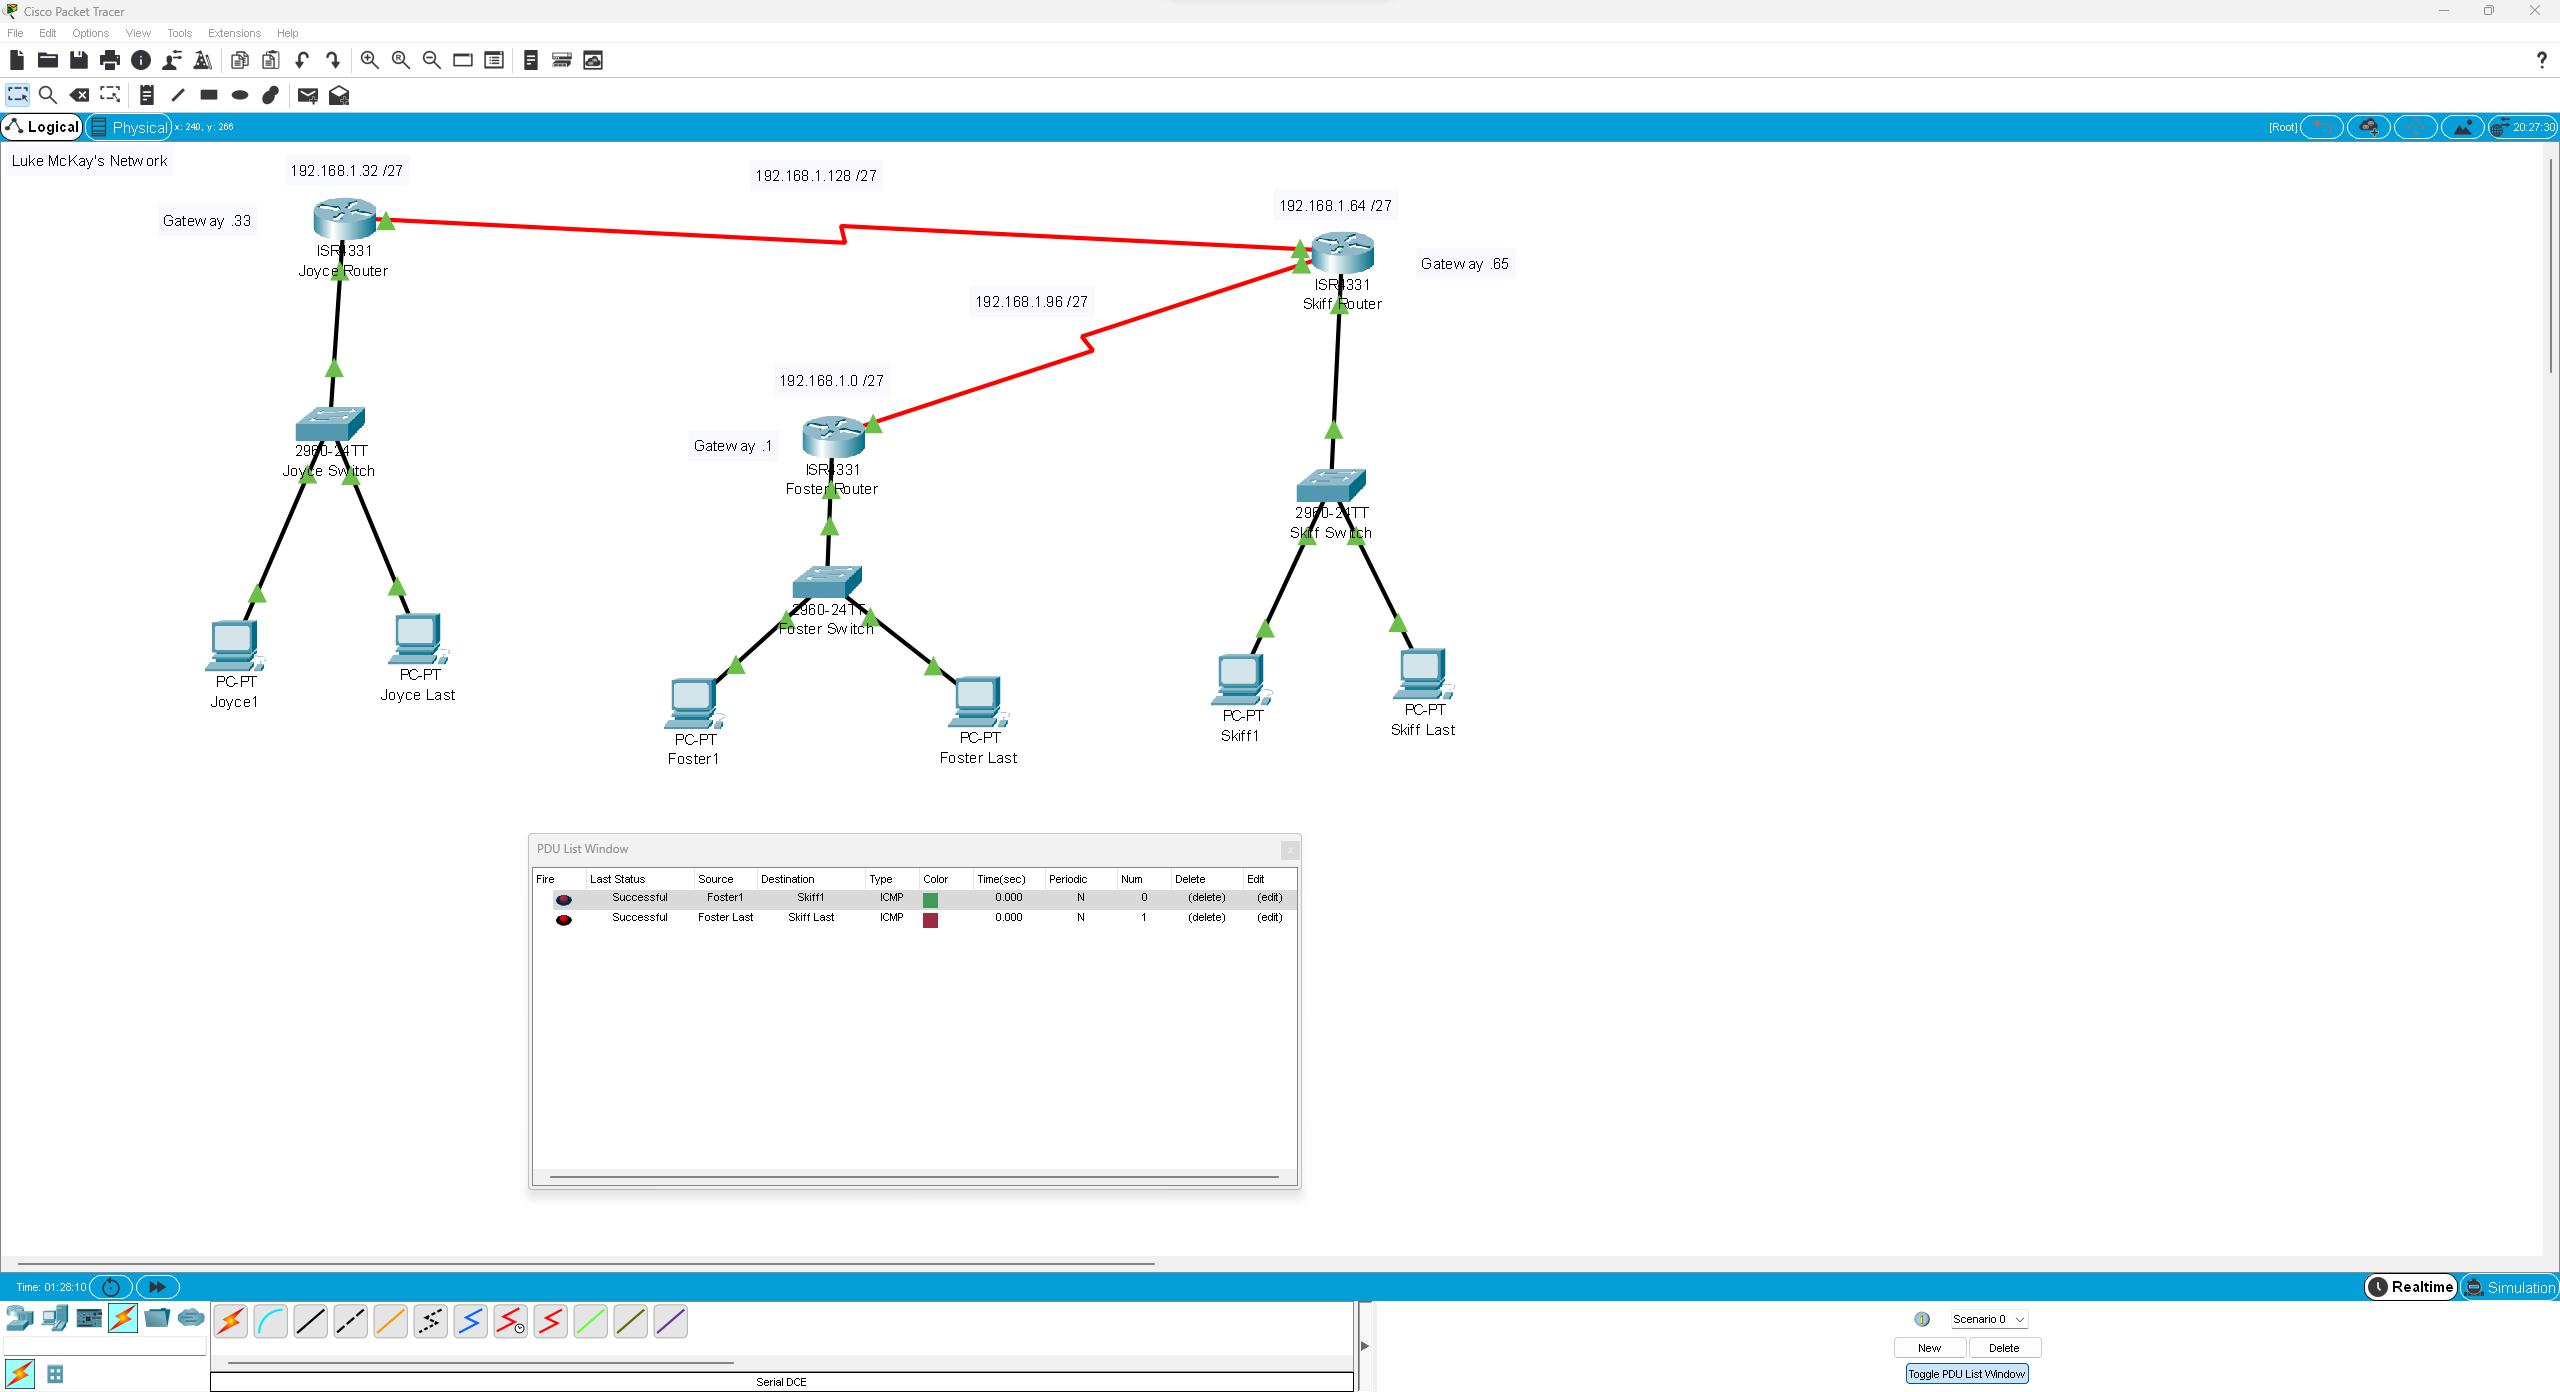 Cisco Packet Tracer
File Edit Options View Tools Extensions Help
Logical Physical x: 240, y: 266 [Root] 20:27:30
Luke McKay's Network
192.168.1.32 /27
192.168.1.128 /27
192.168.1.64 /27
Gateway .33
ISR4331
Joyce Router
Gateway .65
ISR4331
Skiff Router
192.168.1.96 /27
192.168.1.0 /27
Gateway .1
ISR4331
Foster Router
2960-24TT
Joyce Switch
2960-24TT
Skiff Switch
2960-24TT
Foster Switch
PC-PT
Joyce1
PC-PT
Joyce Last
PC-PT
Foster1
PC-PT
Foster Last
PC-PT
Skiff1
PC-PT
Skiff Last
PDU List Window
Fire Last Status Source Destination Type Color Time(sec) Periodic Num Delete Edit
Successful Foster1 Skiff1 ICMP 0.000 N 0 (delete) (edit)
Successful Foster Last Skiff Last ICMP 0.000 N 1 (delete) (edit)
Time: 01:28:10
Realtime Simulation
Scenario 0
New Delete
Toggle PDU List Window
Serial DCE